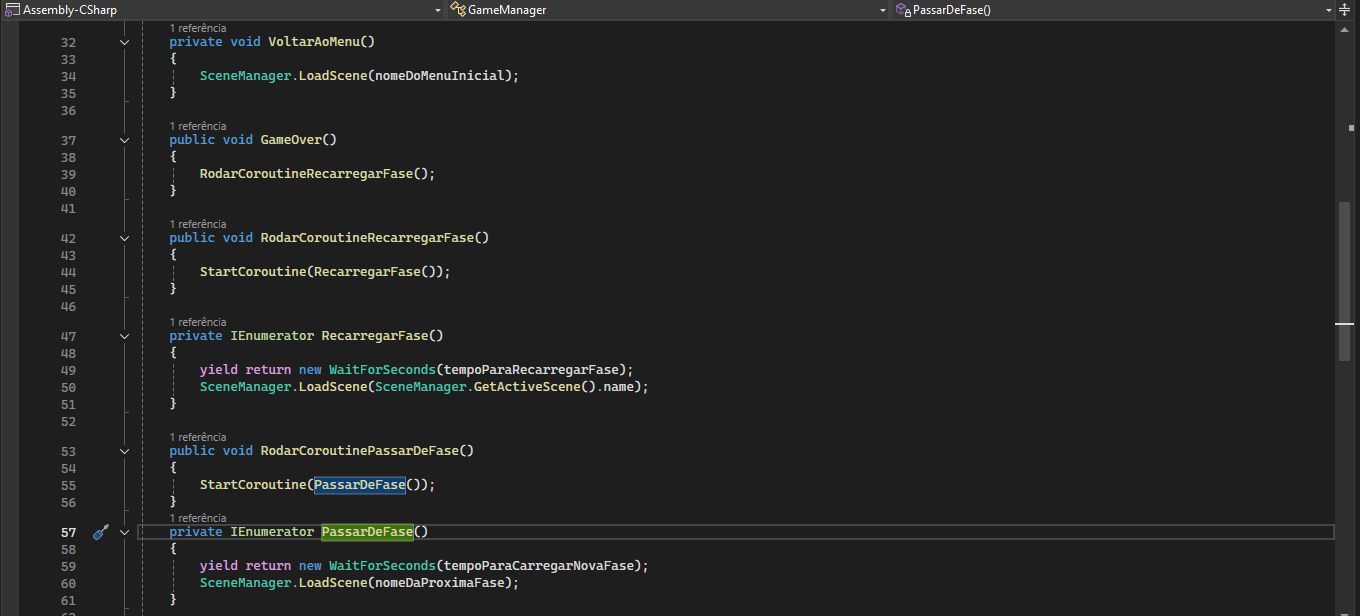 Assembly-CSharp GameManager PassarDeFase()
1 referência
32 private void VoltarAoMenu()
33 {
34 SceneManager.LoadScene(nomeDoMenuInicial);
35 }
36
1 referência
37 public void GameOver()
38 {
39 RodarCoroutineRecarregarFase();
40 }
41
1 referência
42 public void RodarCoroutineRecarregarFase()
43 {
44 StartCoroutine(RecarregarFase());
45 }
46
1 referência
47 private IEnumerator RecarregarFase()
48 {
49 yield return new WaitForSeconds(tempoParaRecarregarFase);
50 SceneManager.LoadScene(SceneManager.GetActiveScene().name);
51 }
52
1 referência
53 public void RodarCoroutinePassarDeFase()
54 {
55 StartCoroutine(PassarDeFase());
56 }
1 referência
57 private IEnumerator PassarDeFase()
58 {
59 yield return new WaitForSeconds(tempoParaCarregarNovaFase);
60 SceneManager.LoadScene(nomeDaProximaFase);
61 }